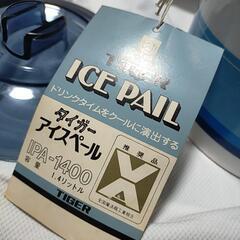 TIGER
ICE PAIL
ドリンクタイムをクールに演出する
タイガー
アイスペール
IPA-1400
容量 1.4リットル
推奨品
TIGER